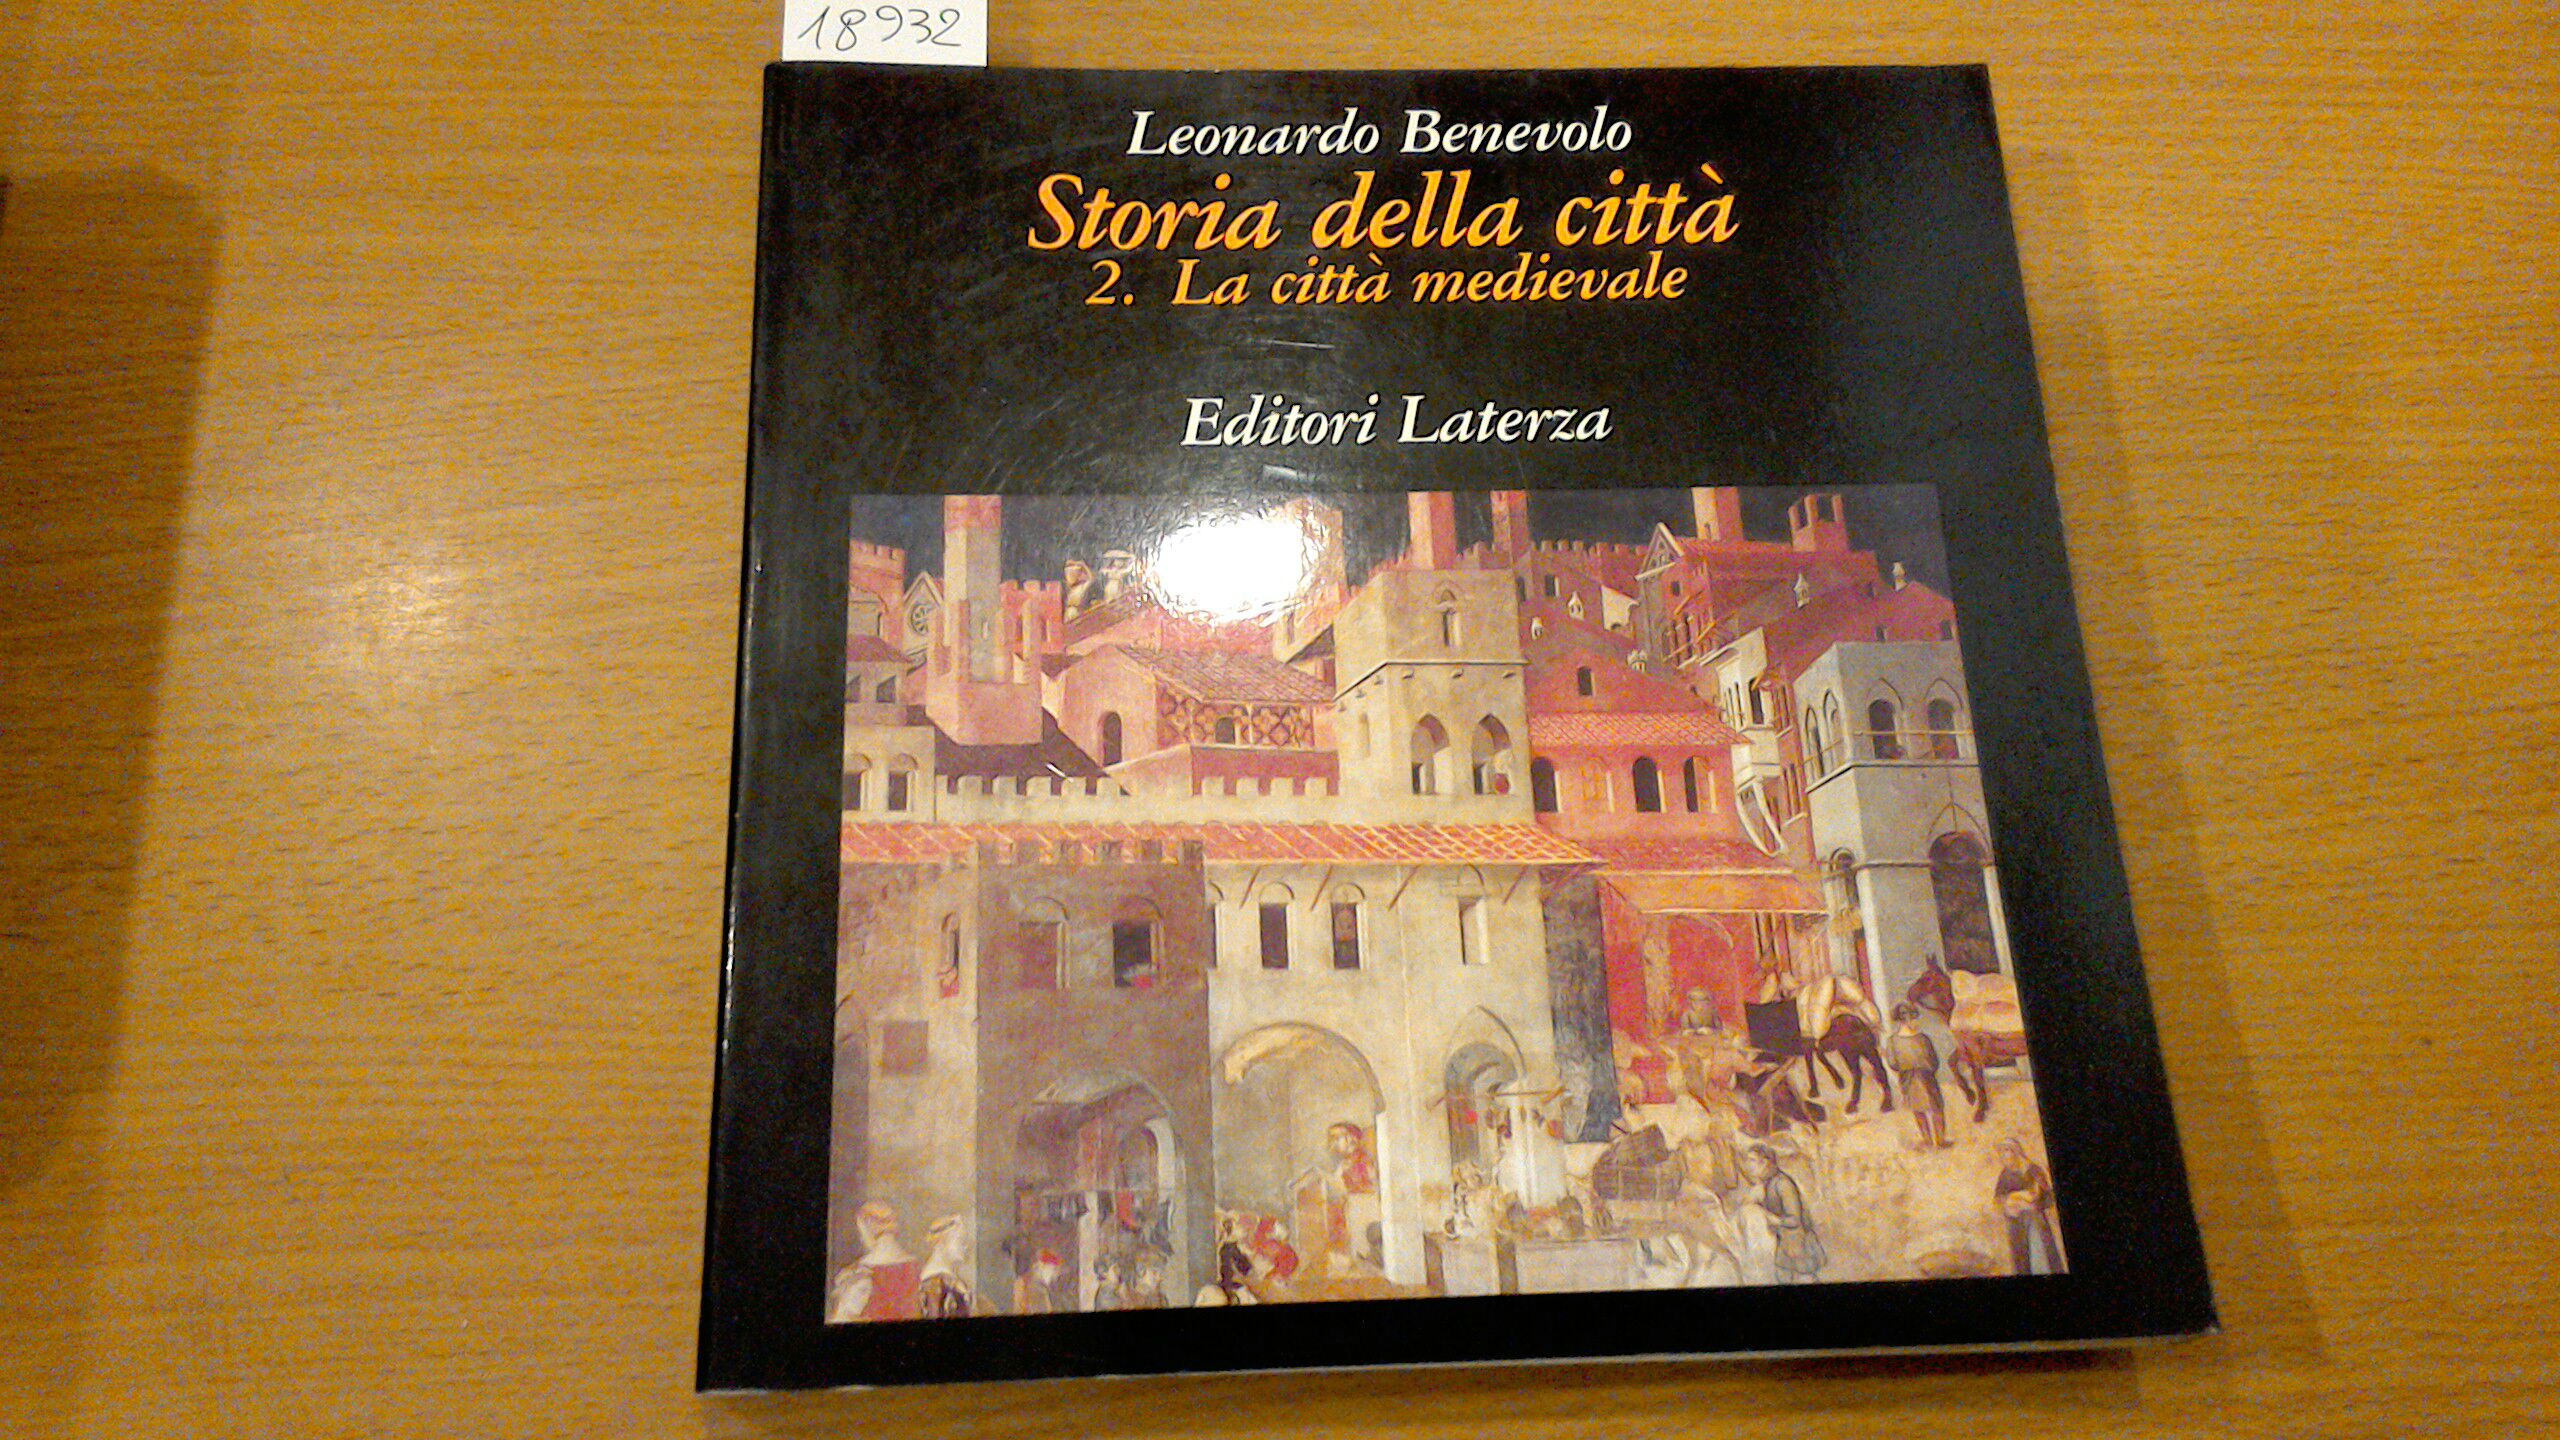 18932
Leonardo Benevolo
Storia della città
2. La città medievale
Editori Laterza